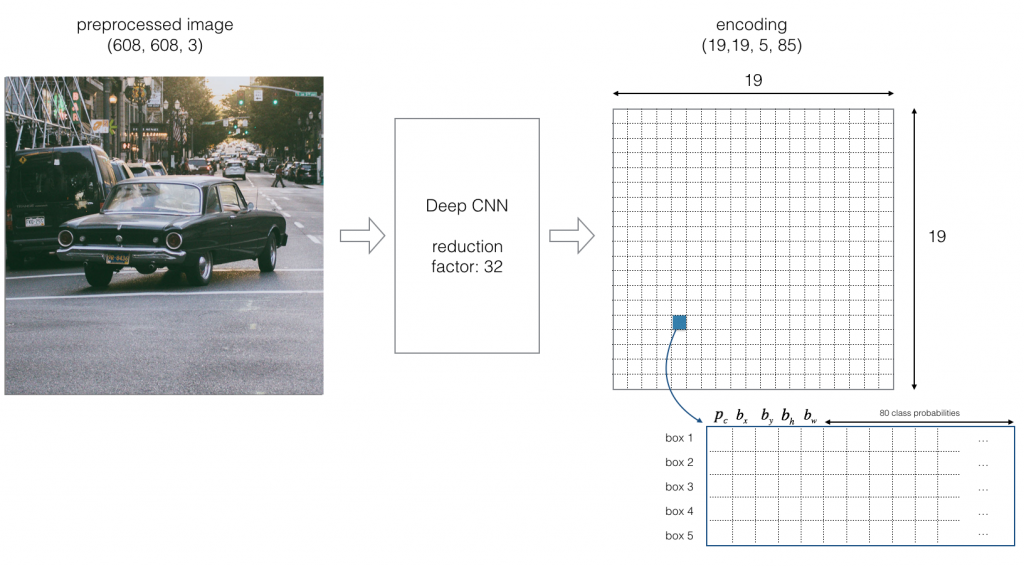 preprocessed image
(608, 608, 3)
Deep CNN
reduction
factor: 32
encoding
(19,19, 5, 85)
19
19
p_c b_x b_y b_h b_w
80 class probabilities
box 1 ...
box 2 ...
box 3 ...
box 4 ...
box 5 ...